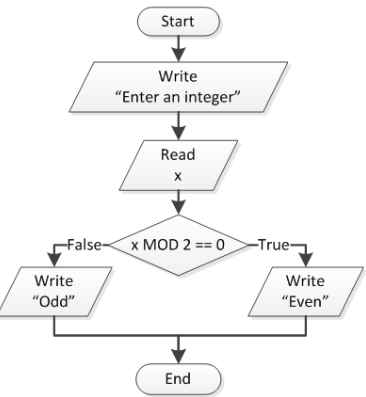 Start
Write
“Enter an integer”
Read
x
x MOD 2 == 0
False
True
Write
“Odd”
Write
“Even”
End